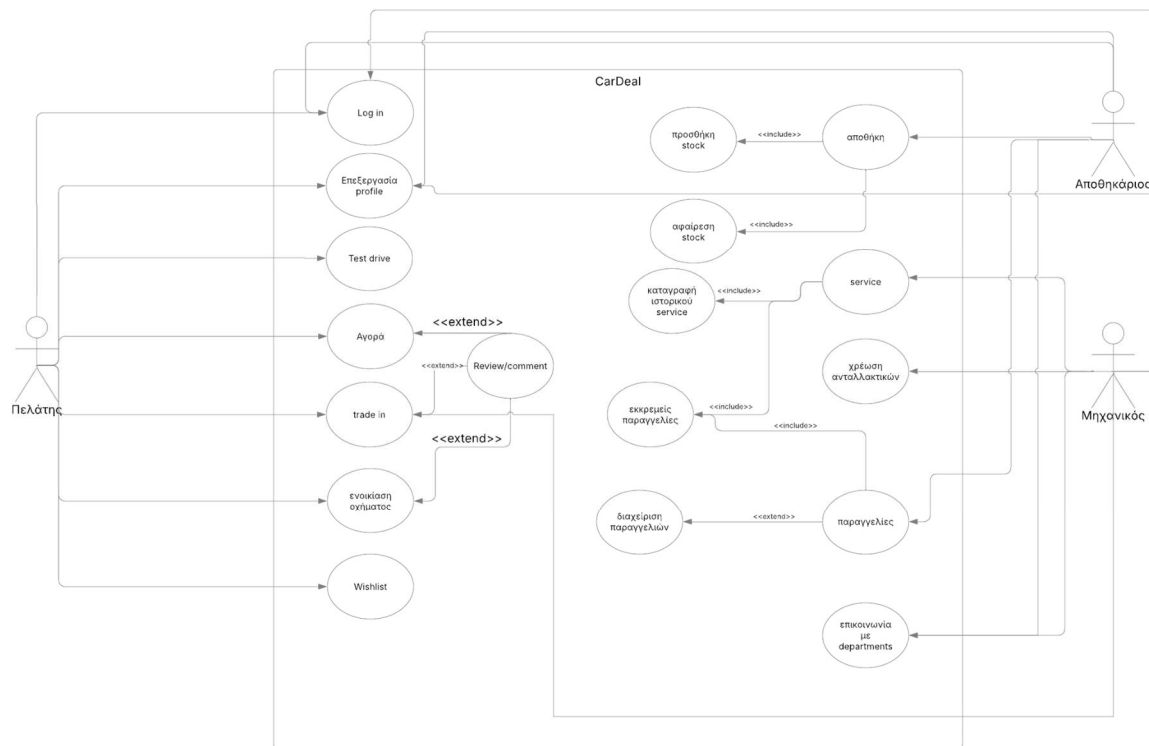 CarDeal
Log in
προσθήκη
stock
<<include>>
αποθήκη
Επεξεργασία
profile
Αποθηκάριος
αφαίρεση
stock
<<include>>
Test drive
καταγραφή
ιστορικού
service
<<include>>
service
Αγορά
<<extend>>
Review/comment
<<extend>>
χρέωση
ανταλλακτικών
Πελάτης
Μηχανικός
trade in
εκκρεμείς
παραγγελίες
<<include>>
<<include>>
<<extend>>
ενοικίαση
οχήματος
διαχείριση
παραγγελιών
<<extend>>
παραγγελίες
Wishlist
επικοινωνία
με
departments